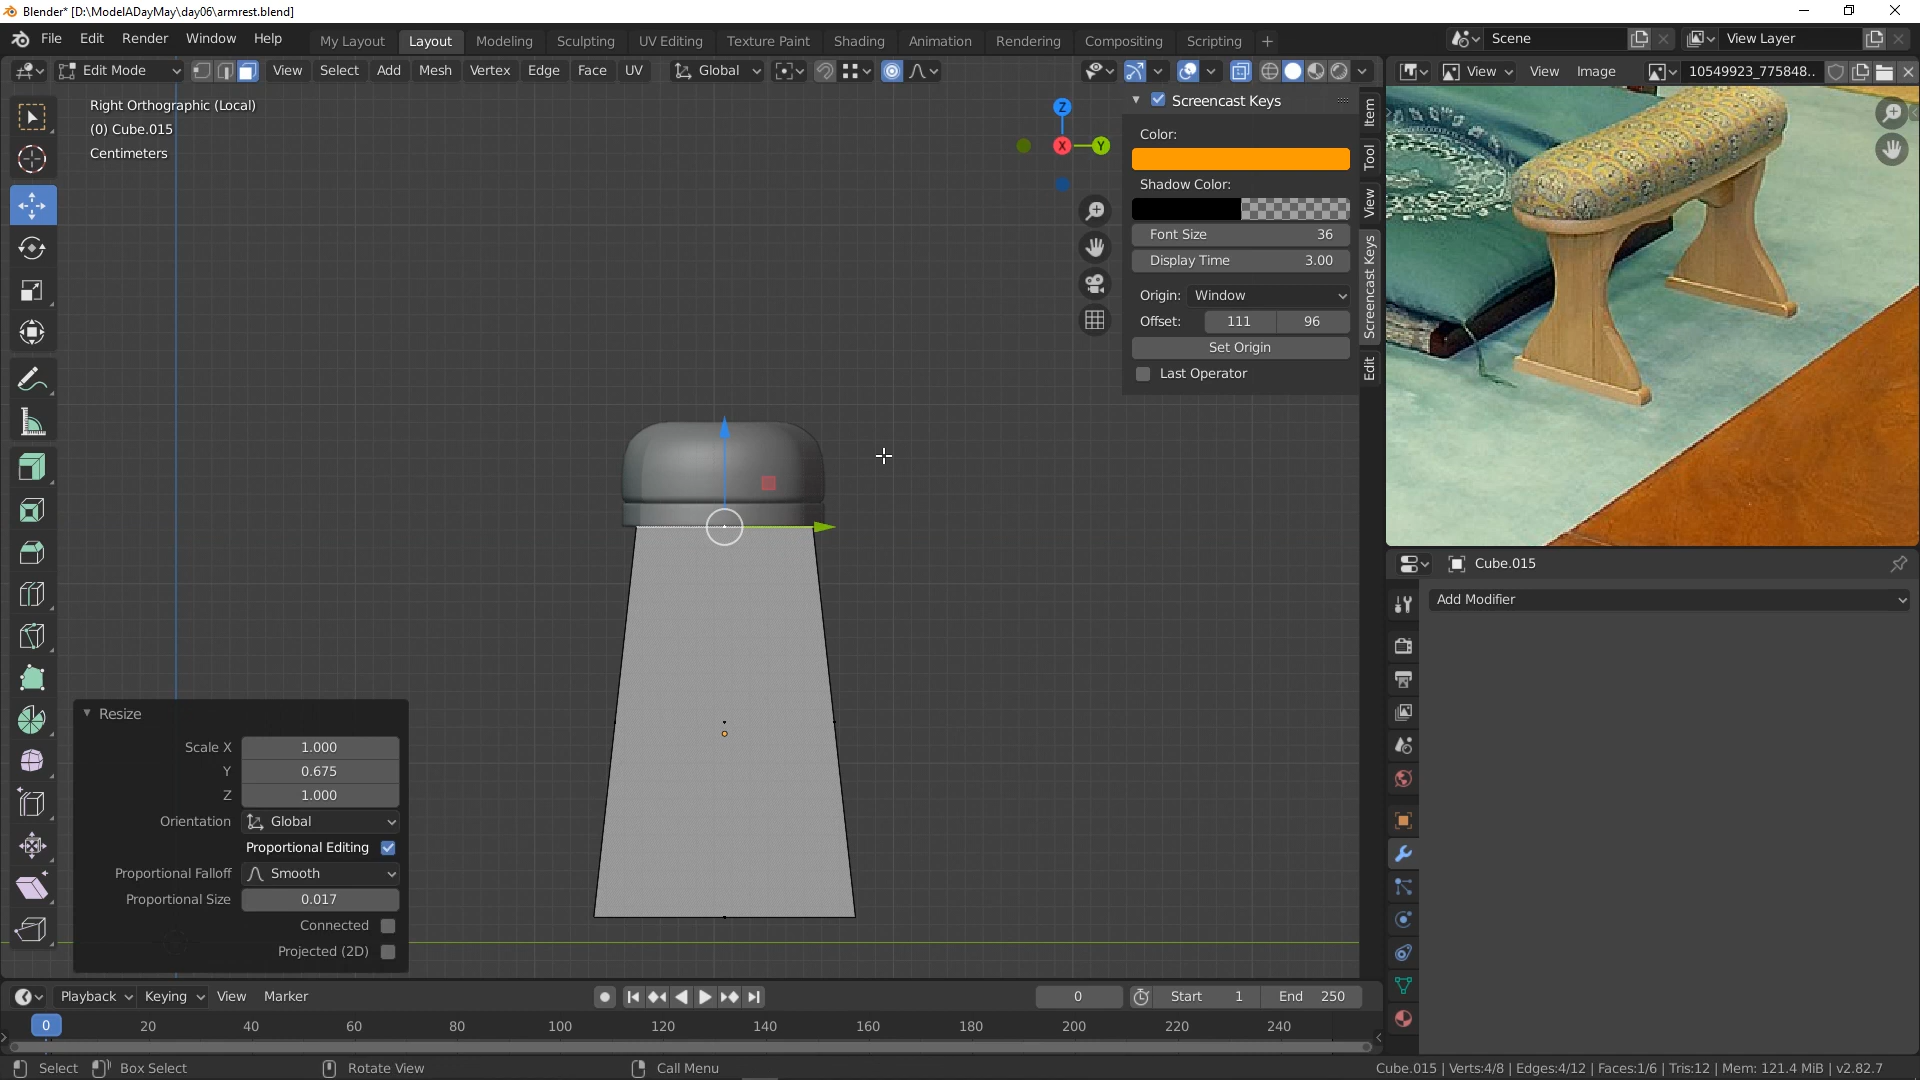 Blender* [D:\ModelADayMay\day06\armrest.blend]
File Edit Render Window Help
My Layout Layout Modeling Sculpting UV Editing Texture Paint Shading Animation Rendering Compositing Scripting
Scene
View Layer
Edit Mode View Select Add Mesh Vertex Edge Face UV Global
View View Image 10549923_775848..
Right Orthographic (Local)
(0) Cube.015
Centimeters
Z
X
Y
Screencast Keys
Color:
Shadow Color:
Font Size 36
Display Time 3.00
Origin: Window
Offset: 111 96
Set Origin
Last Operator
Item
Tool
View
Screencast Keys
Edit
Cube.015
Add Modifier
Resize
Scale X 1.000
Y 0.675
Z 1.000
Orientation Global
Proportional Editing
Proportional Falloff Smooth
Proportional Size 0.017
Connected
Projected (2D)
Playback Keying View Marker
0 Start 1 End 250
0 20 40 60 80 100 120 140 160 180 200 220 240
Select Box Select Rotate View Call Menu
Cube.015 | Verts:4/8 | Edges:4/12 | Faces:1/6 | Tris:12 | Mem: 121.4 MiB | v2.82.7